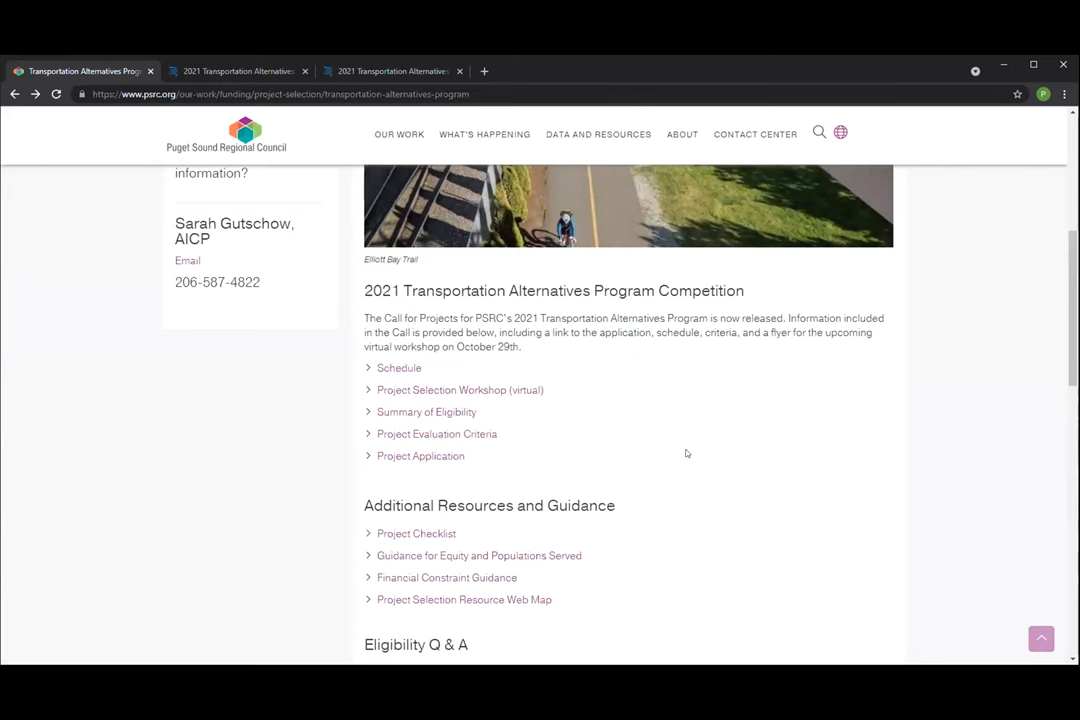 Transportation Alternatives Progr
2021 Transportation Alternatives
2021 Transportation Alternatives
https://www.psrc.org/our-work/funding/project-selection/transportation-alternatives-program
P
Puget Sound Regional Council
OUR WORK
WHAT'S HAPPENING
DATA AND RESOURCES
ABOUT
CONTACT CENTER
information?
Sarah Gutschow,
AICP
Email
206-587-4822
Elliott Bay Trail
2021 Transportation Alternatives Program Competition
The Call for Projects for PSRC's 2021 Transportation Alternatives Program is now released. Information included
in the Call is provided below, including a link to the application, schedule, criteria, and a flyer for the upcoming
virtual workshop on October 29th.
Schedule
Project Selection Workshop (virtual)
Summary of Eligibility
Project Evaluation Criteria
Project Application
Additional Resources and Guidance
Project Checklist
Guidance for Equity and Populations Served
Financial Constraint Guidance
Project Selection Resource Web Map
Eligibility Q & A